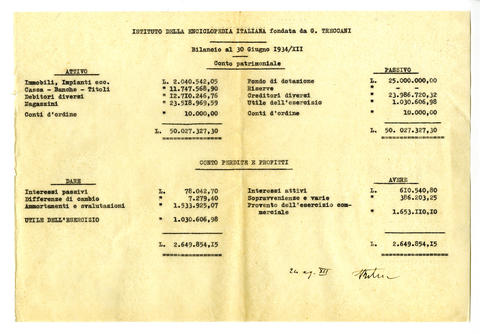 ISTITUTO DELLA ENCICLOPEDIA ITALIANA fondata da G. TRECCANI
Bilancio al 30 Giugno 1934/XII
Conto patrimoniale
ATTIVO
Immobili, Impianti ecc. L. 2.040.542,05
Cassa - Banche - Titoli " 11.747.568,90
Debitori diversi " 12.710.246,76
Magazzini " 23.518.969,59
Conti d'ordine " 10.000,00
L. 50.027.327,30
PASSIVO
Fondo di dotazione L. 25.000.000,00
Riserve " - -
Creditori diversi " 23.986.720,32
Utile dell'esercizio " 1.030.606,98
Conti d'ordine " 10.000,00
L. 50.027.327,30
CONTO PERDITE E PROFITTI
DARE
Interessi passivi L. 78.042,70
Differenze di cambio " 7.279,40
Ammortamenti e svalutazioni " 1.533.925,07
UTILE DELL'ESERCIZIO " 1.030.606,98
L. 2.649.854,15
AVERE
Interessi attivi L. 610.540,80
Sopravvenienze e varie " 386.203,25
Provento dell'esercizio com-
merciale " 1.653.110,10
L. 2.649.854,15
24 ag. XII